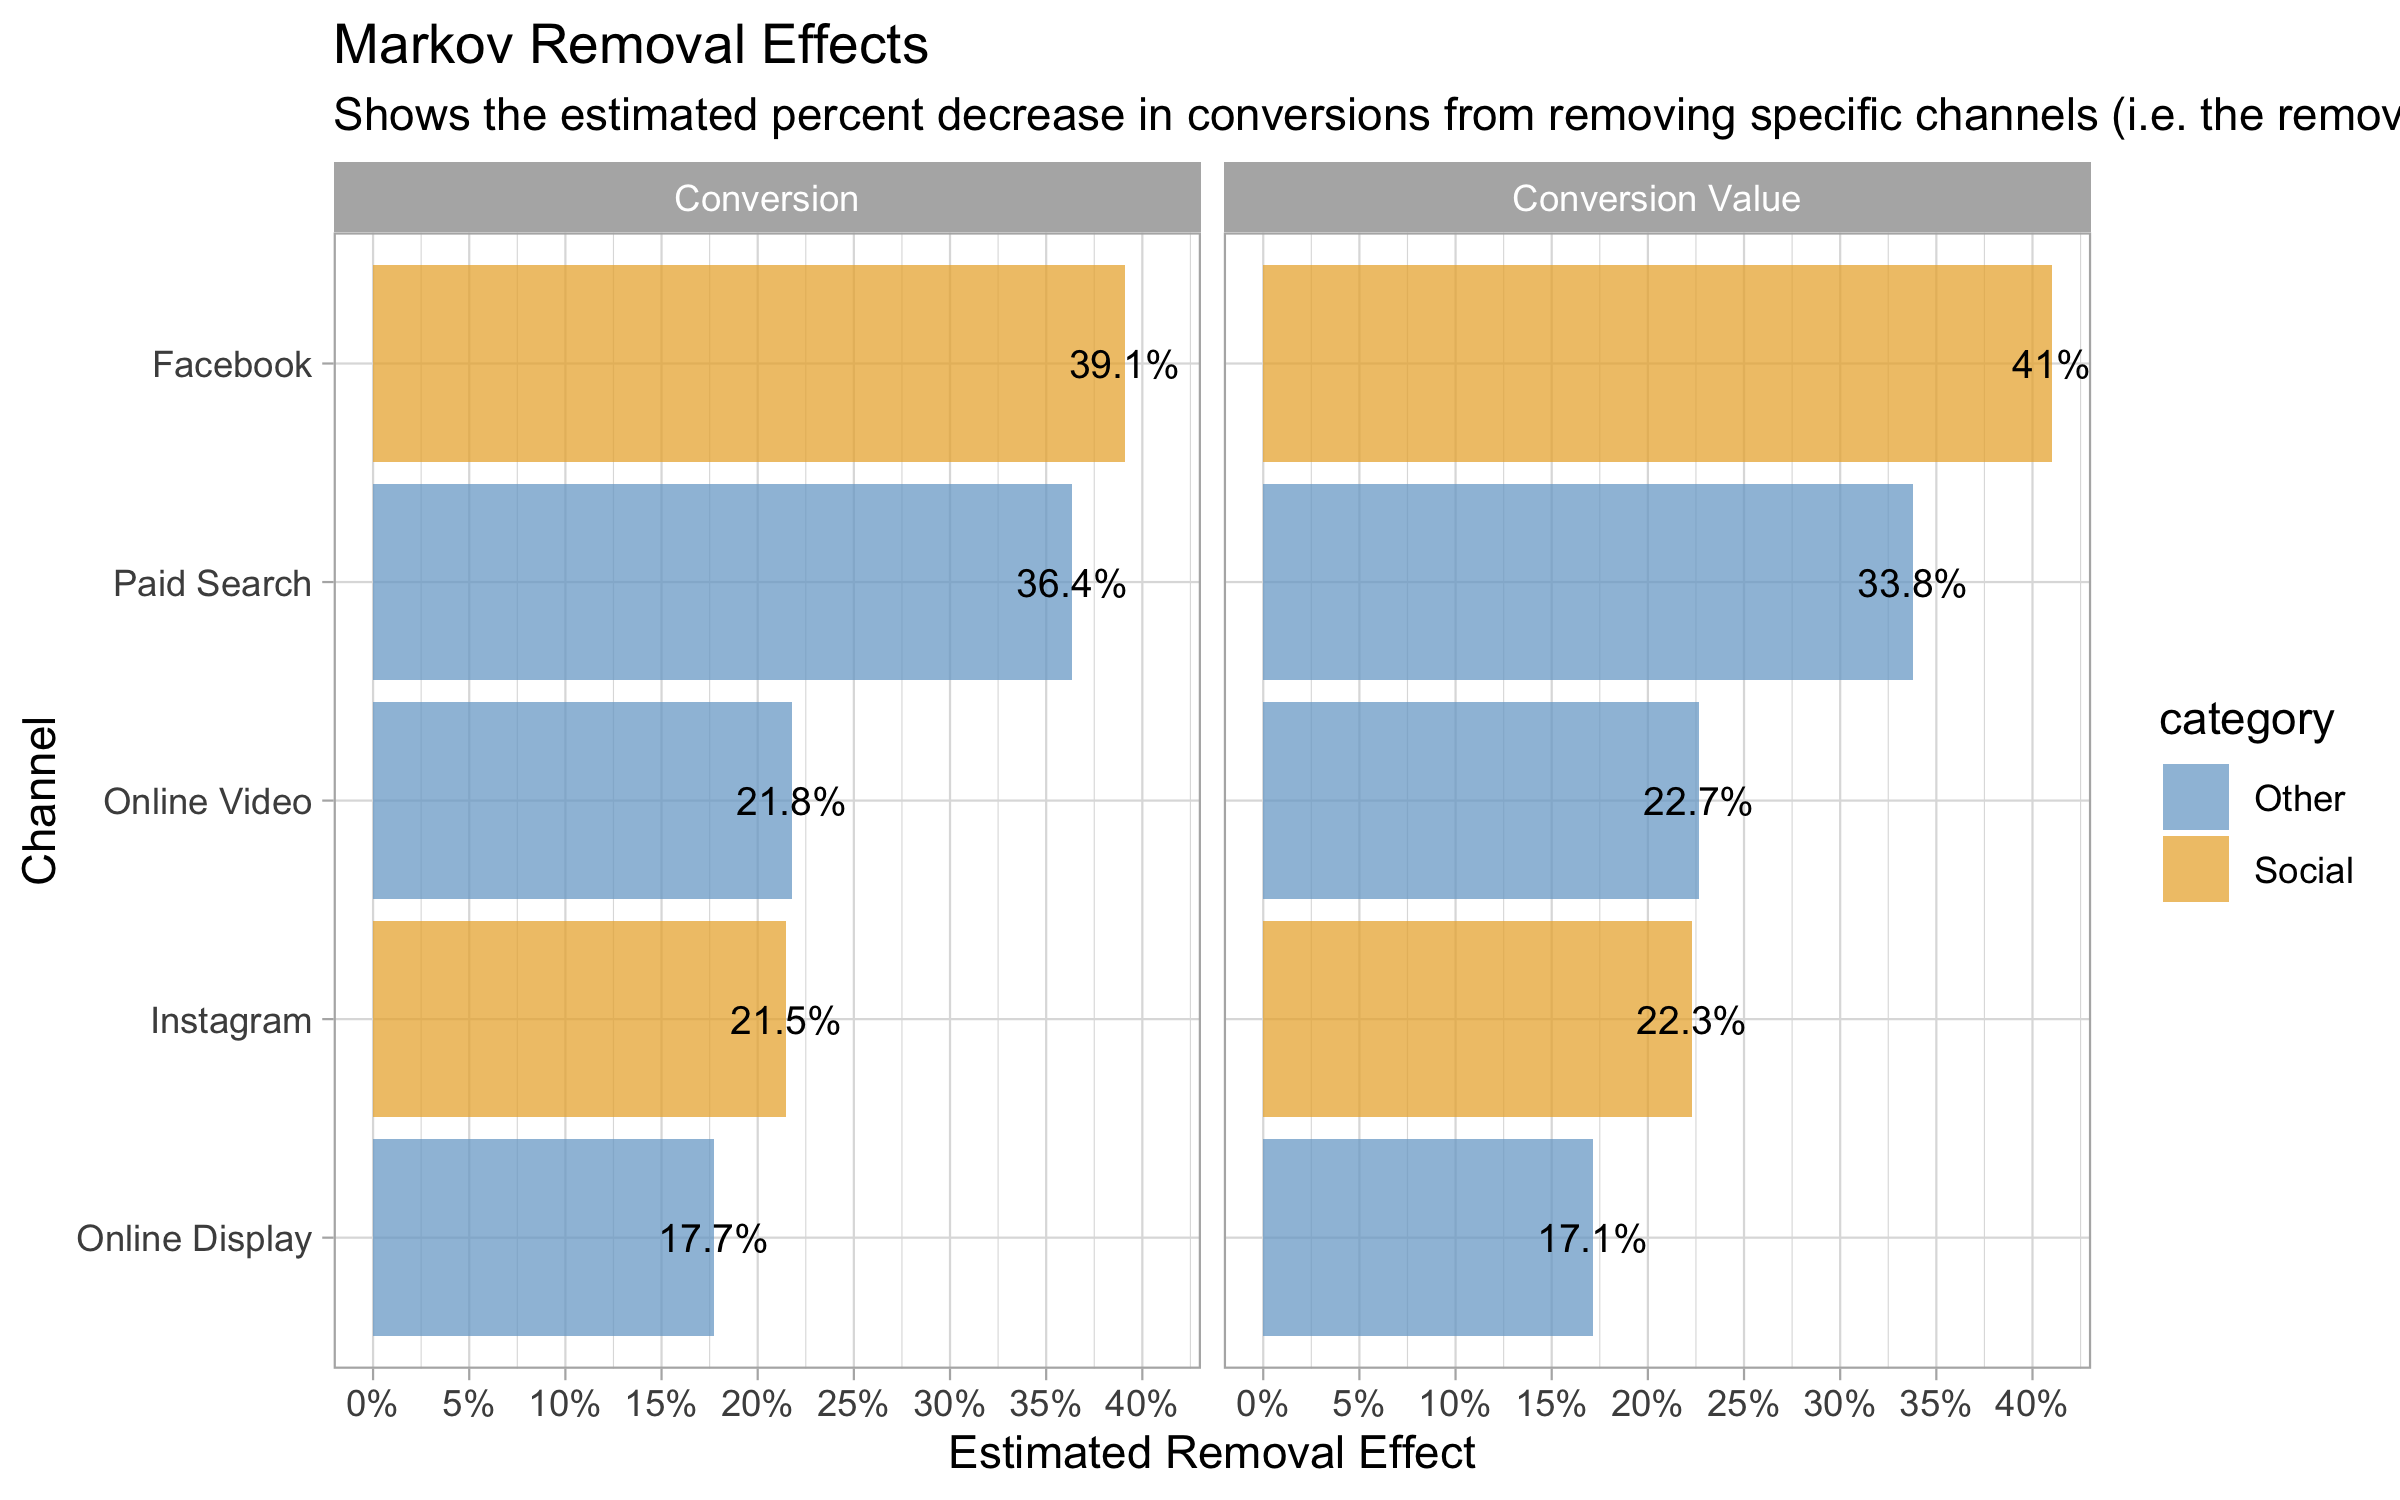 Markov Removal Effects
Shows the estimated percent decrease in conversions from removing specific channels (i.e. the remov
Conversion
Conversion Value
Channel
Facebook
39.1%
41%
Paid Search
36.4%
33.8%
Online Video
21.8%
22.7%
Instagram
21.5%
22.3%
Online Display
17.7%
17.1%
0% 5% 10% 15% 20% 25% 30% 35% 40%
0% 5% 10% 15% 20% 25% 30% 35% 40%
Estimated Removal Effect
category
Other
Social